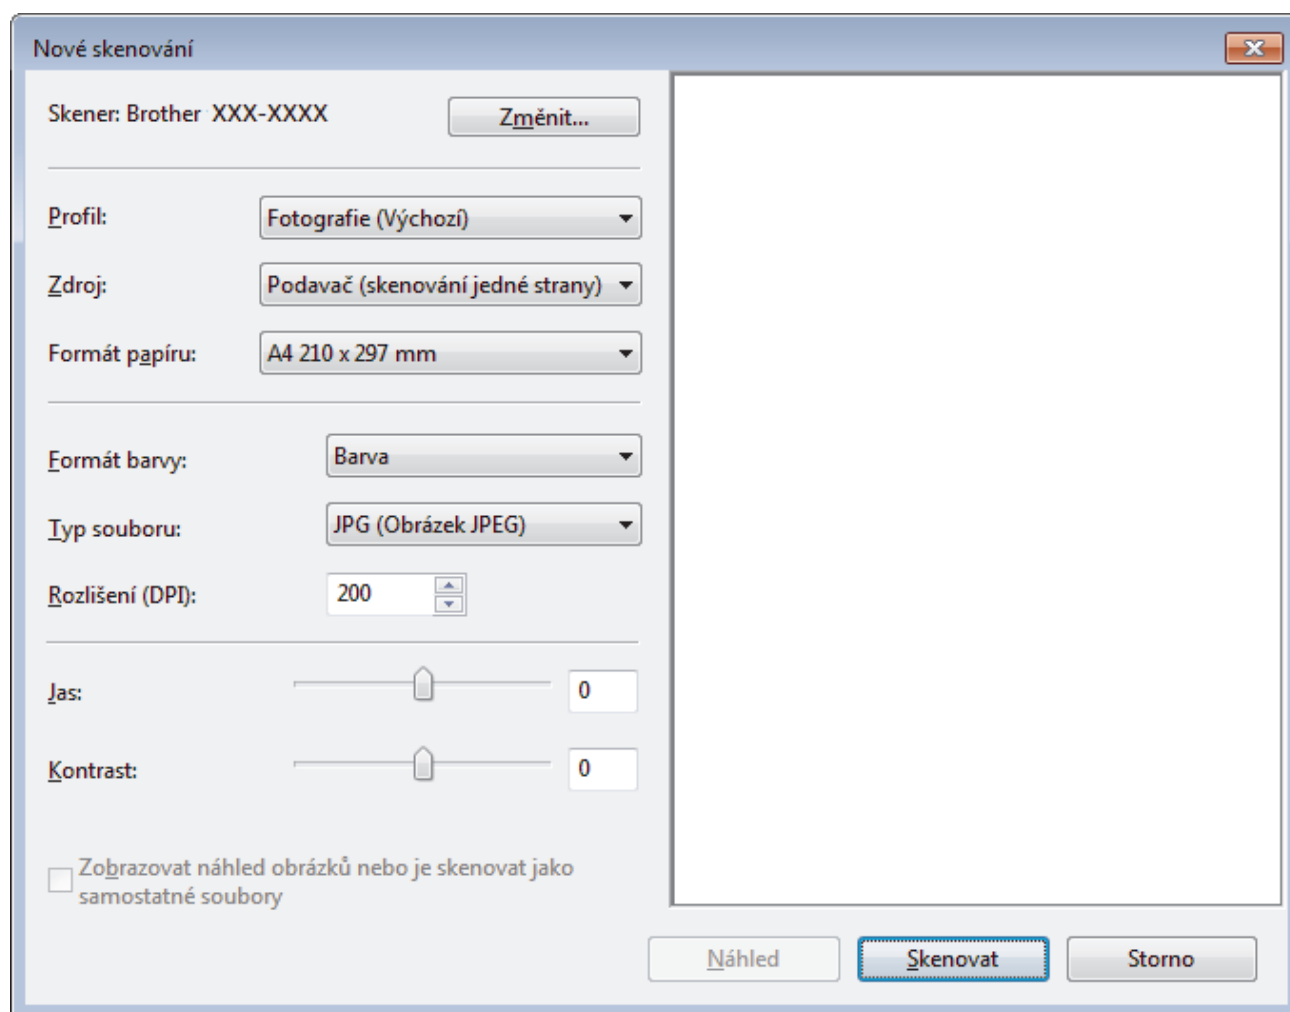 Nové skenování
Skener: Brother XXX-XXXX
Změnit...
Profil:
Fotografie (Výchozí)
Zdroj:
Podavač (skenování jedné strany)
Formát papíru:
A4 210 x 297 mm
Formát barvy:
Barva
Typ souboru:
JPG (Obrázek JPEG)
Rozlišení (DPI):
200
Jas:
0
Kontrast:
0
Zobrazovat náhled obrázků nebo je skenovat jako
samostatné soubory
Náhled
Skenovat
Storno